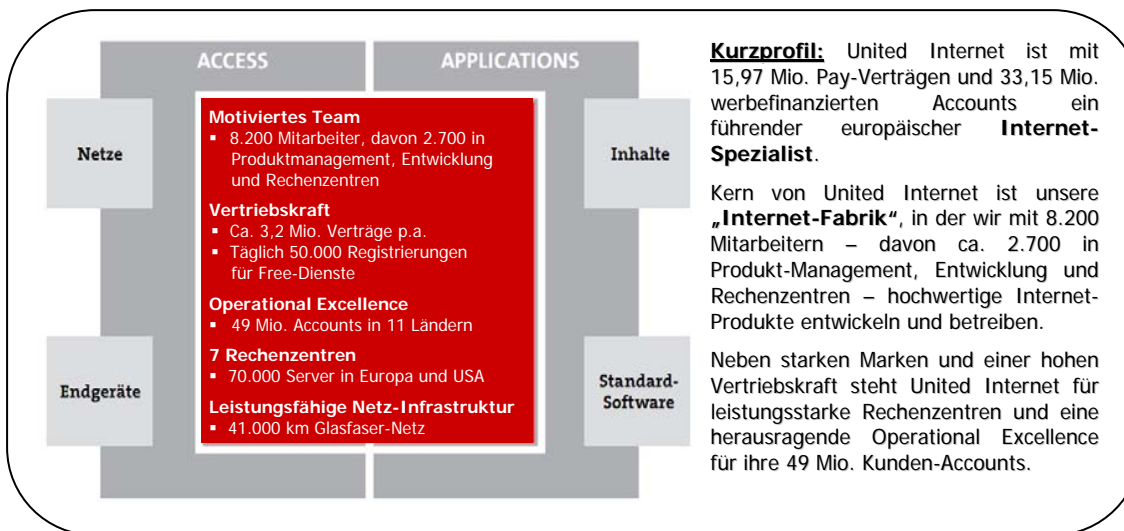 ACCESS
APPLICATIONS
Netze
Endgeräte
Motiviertes Team
▪ 8.200 Mitarbeiter, davon 2.700 in
Produktmanagement, Entwicklung
und Rechenzentren
Vertriebskraft
▪ Ca. 3,2 Mio. Verträge p.a.
▪ Täglich 50.000 Registrierungen
für Free-Dienste
Operational Excellence
▪ 49 Mio. Accounts in 11 Ländern
7 Rechenzentren
▪ 70.000 Server in Europa und USA
Leistungsfähige Netz-Infrastruktur
▪ 41.000 km Glasfaser-Netz
Inhalte
Standard-
Software
Kurzprofil: United Internet ist mit
15,97 Mio. Pay-Verträgen und 33,15 Mio.
werbefinanzierten Accounts ein
führender europäischer Internet-
Spezialist.
Kern von United Internet ist unsere
„Internet-Fabrik“, in der wir mit 8.200
Mitarbeitern – davon ca. 2.700 in
Produkt-Management, Entwicklung und
Rechenzentren – hochwertige Internet-
Produkte entwickeln und betreiben.
Neben starken Marken und einer hohen
Vertriebskraft steht United Internet für
leistungsstarke Rechenzentren und eine
herausragende Operational Excellence
für ihre 49 Mio. Kunden-Accounts.